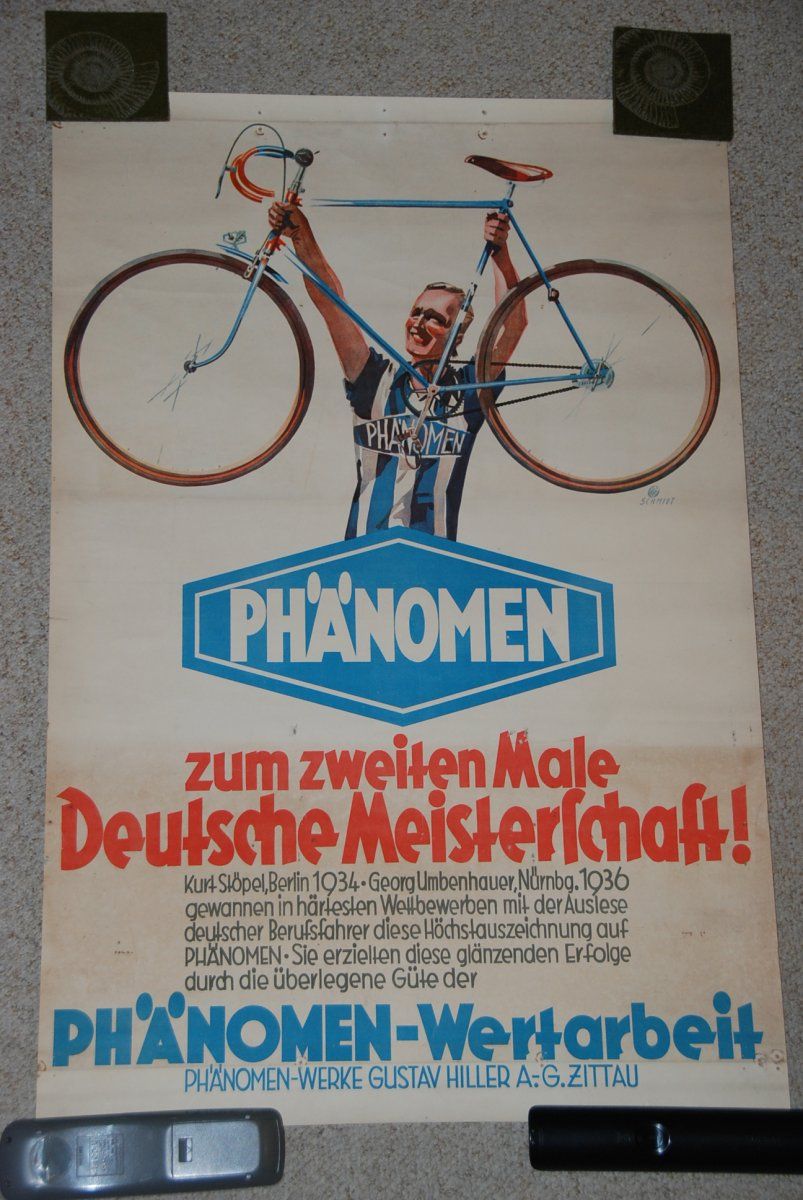 PHÄNOMEN
SCHMIDT
PHÄNOMEN
zum zweiten Male
Deutsche Meisterſchaft!
Kurt Stöpel, Berlin 1934 • Georg Umbenhauer, Nürnbg. 1936
gewannen in härtesten Wettbewerben mit der Auslese
deutscher Berufsfahrer diese Höchstauszeichnung auf
PHÄNOMEN • Sie erzielten diese glänzenden Erfolge
durch die überlegene Güte der
PHÄNOMEN-Wertarbeit
PHÄNOMEN-WERKE GUSTAV HILLER A.-G. ZITTAU